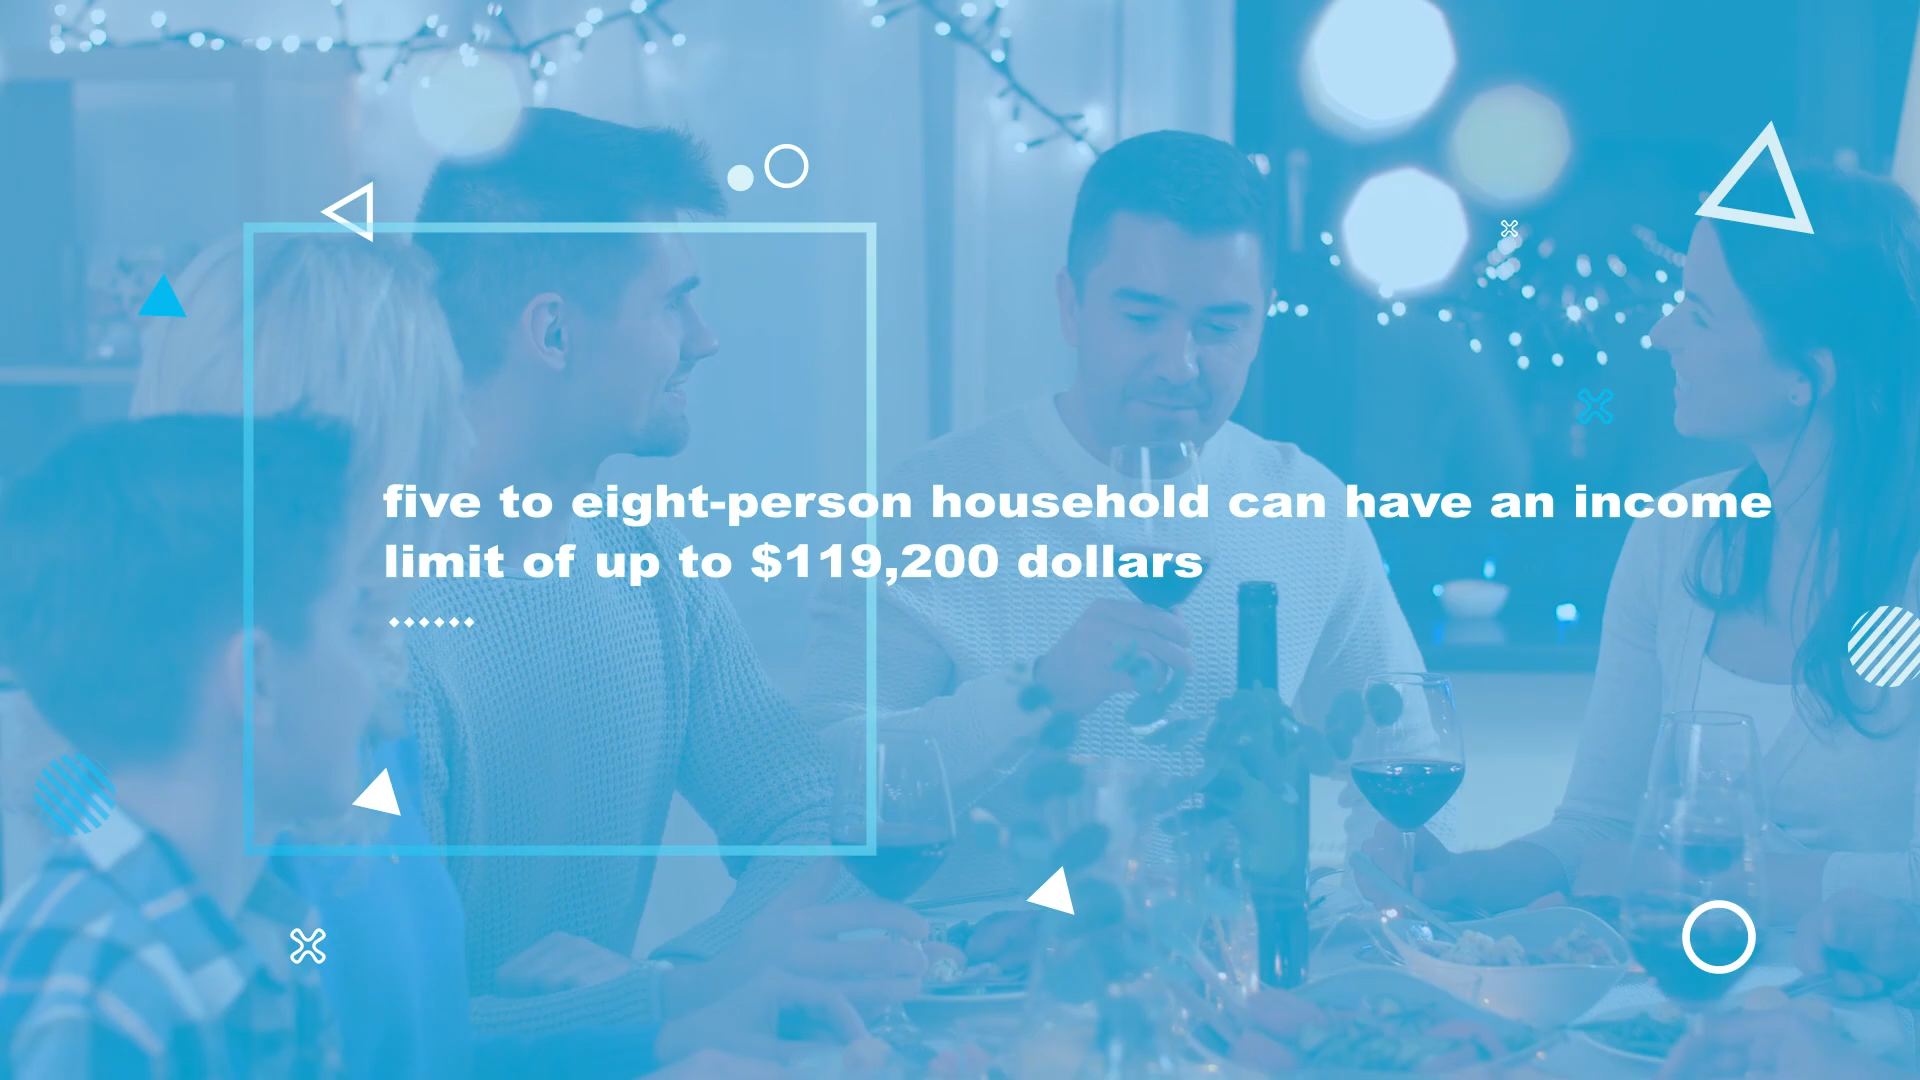 five to eight-person household can have an income
limit of up to $119,200 dollars